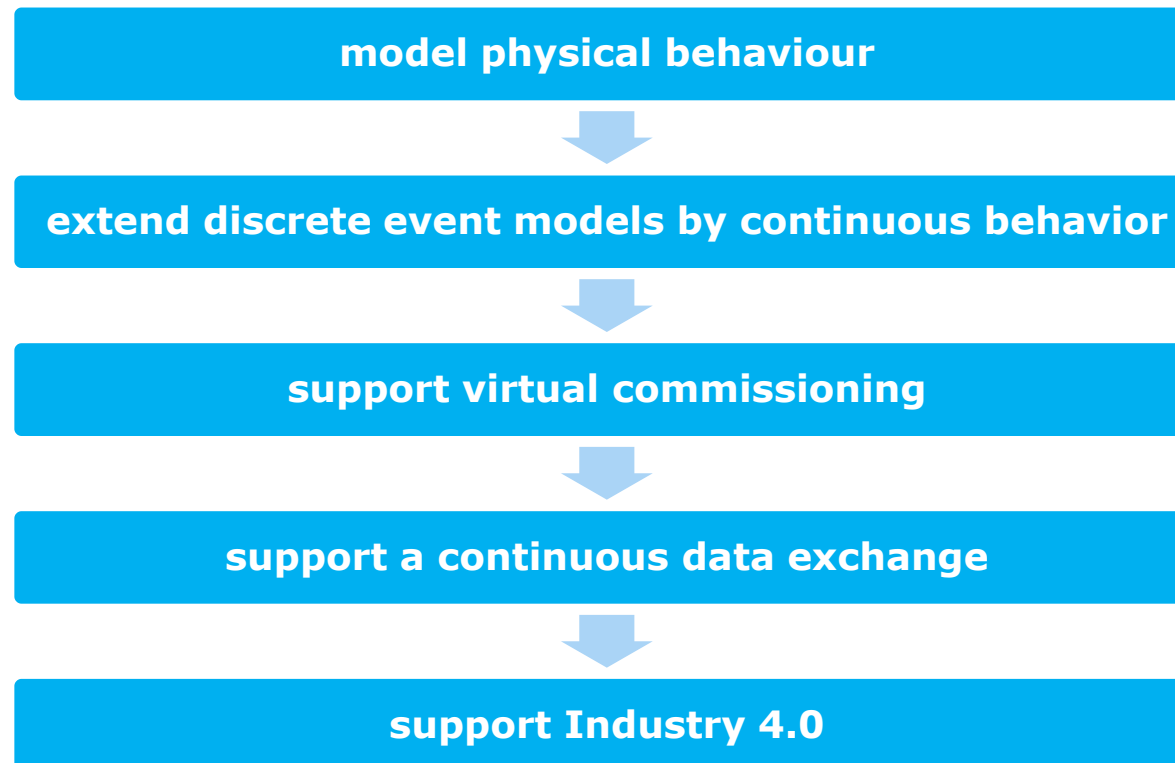 model physical behaviour
extend discrete event models by continuous behavior
support virtual commissioning
support a continuous data exchange
support Industry 4.0